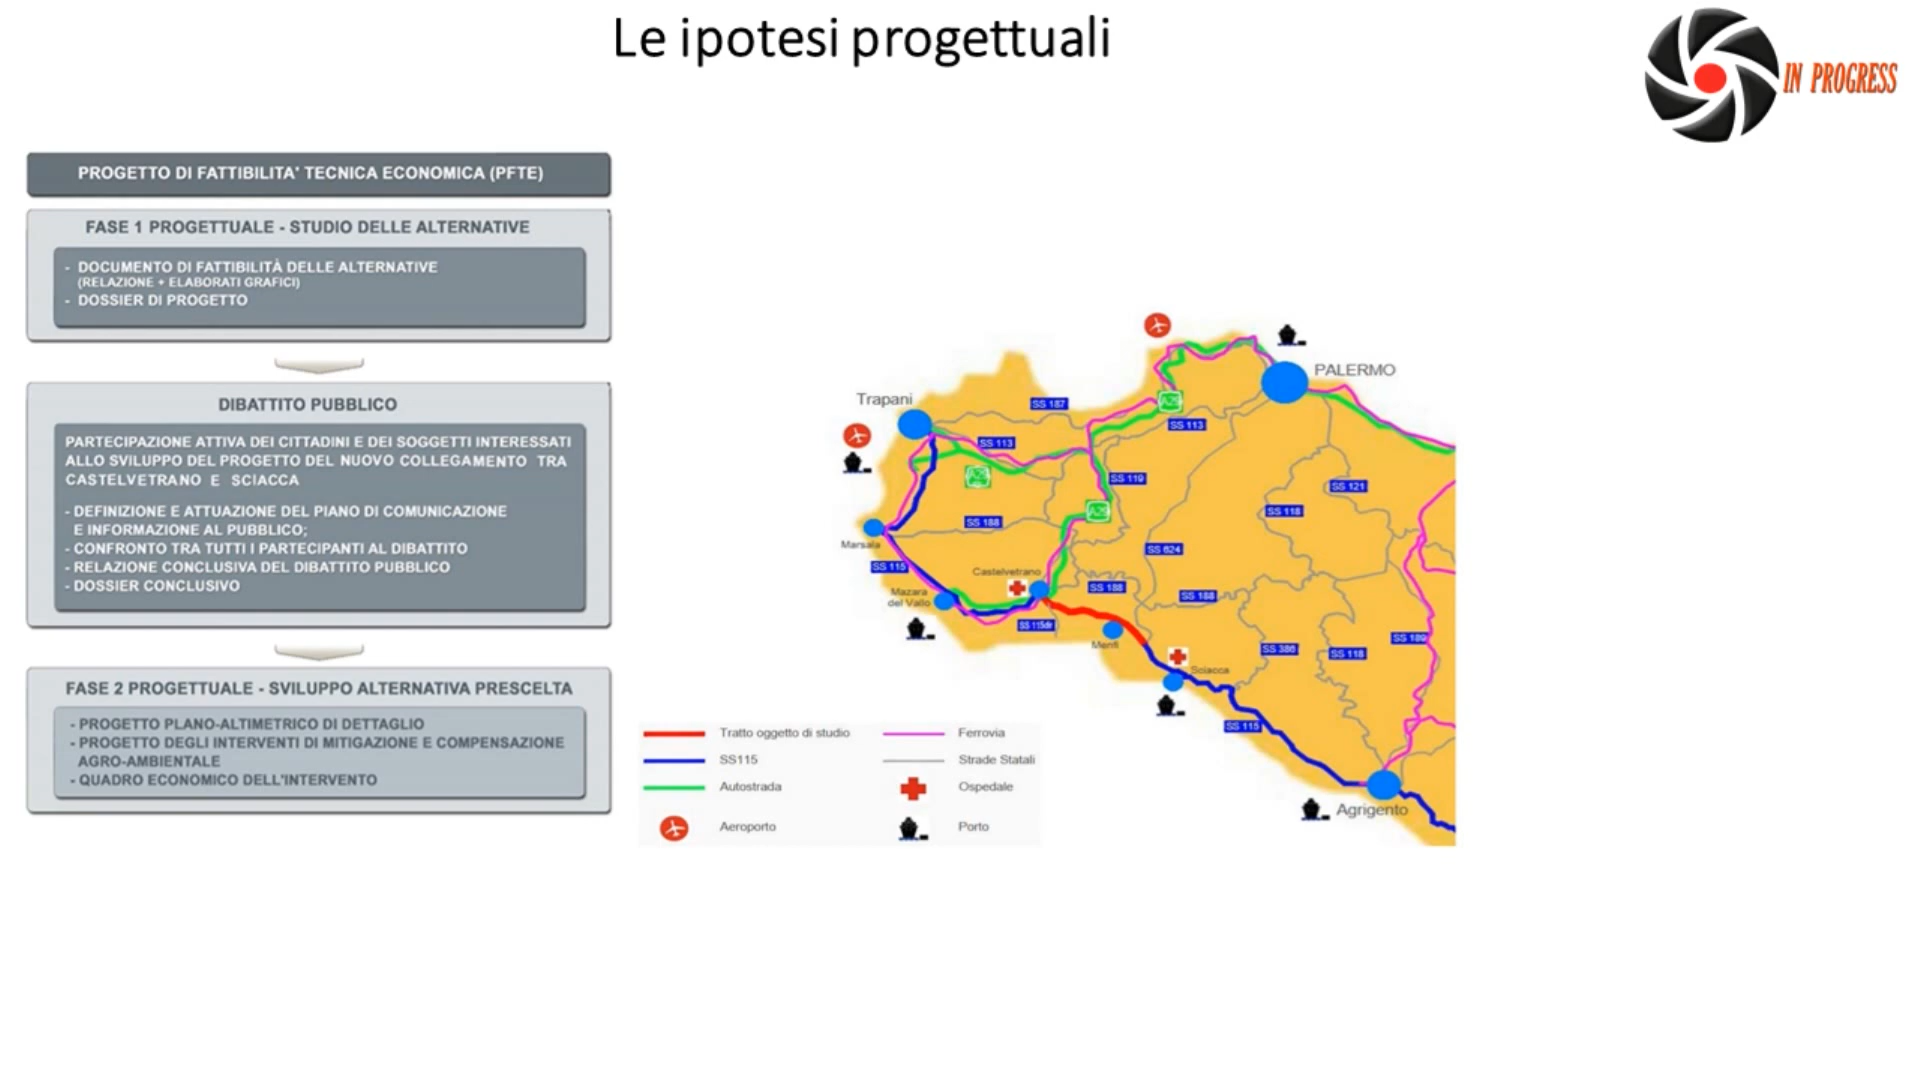 Le ipotesi progettuali
IN PROGRESS
PROGETTO DI FATTIBILITA' TECNICA ECONOMICA (PFTE)
FASE 1 PROGETTUALE - STUDIO DELLE ALTERNATIVE
- DOCUMENTO DI FATTIBILITÀ DELLE ALTERNATIVE
(RELAZIONE + ELABORATI GRAFICI)
- DOSSIER DI PROGETTO
DIBATTITO PUBBLICO
PARTECIPAZIONE ATTIVA DEI CITTADINI E DEI SOGGETTI INTERESSATI
ALLO SVILUPPO DEL PROGETTO DEL NUOVO COLLEGAMENTO TRA
CASTELVETRANO E SCIACCA
- DEFINIZIONE E ATTUAZIONE DEL PIANO DI COMUNICAZIONE
E INFORMAZIONE AL PUBBLICO;
- CONFRONTO TRA TUTTI I PARTECIPANTI AL DIBATTITO
- RELAZIONE CONCLUSIVA DEL DIBATTITO PUBBLICO
- DOSSIER CONCLUSIVO
FASE 2 PROGETTUALE - SVILUPPO ALTERNATIVA PRESCELTA
- PROGETTO PLANO-ALTIMETRICO DI DETTAGLIO
- PROGETTO DEGLI INTERVENTI DI MITIGAZIONE E COMPENSAZIONE
AGRO-AMBIENTALE
- QUADRO ECONOMICO DELL'INTERVENTO
PALERMO
Trapani
SS 187
A29
SS 113
SS 113
A29
SS 119
SS 121
A29
SS 118
SS 188
Marsala
SS 624
SS 115
Castelvetrano
SS 188
SS 188
Mazara
del Vallo
SS 115dir
Menfi
SS 189
SS 386
SS 118
Sciacca
SS 115
Agrigento
Tratto oggetto di studio
Ferrovia
SS115
Strade Statali
Autostrada
Ospedale
Aeroporto
Porto